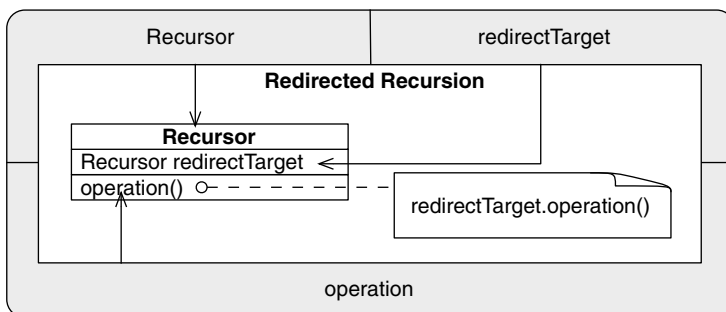 Recursor
redirectTarget
Redirected Recursion
Recursor
Recursor redirectTarget
operation()
redirectTarget.operation()
operation